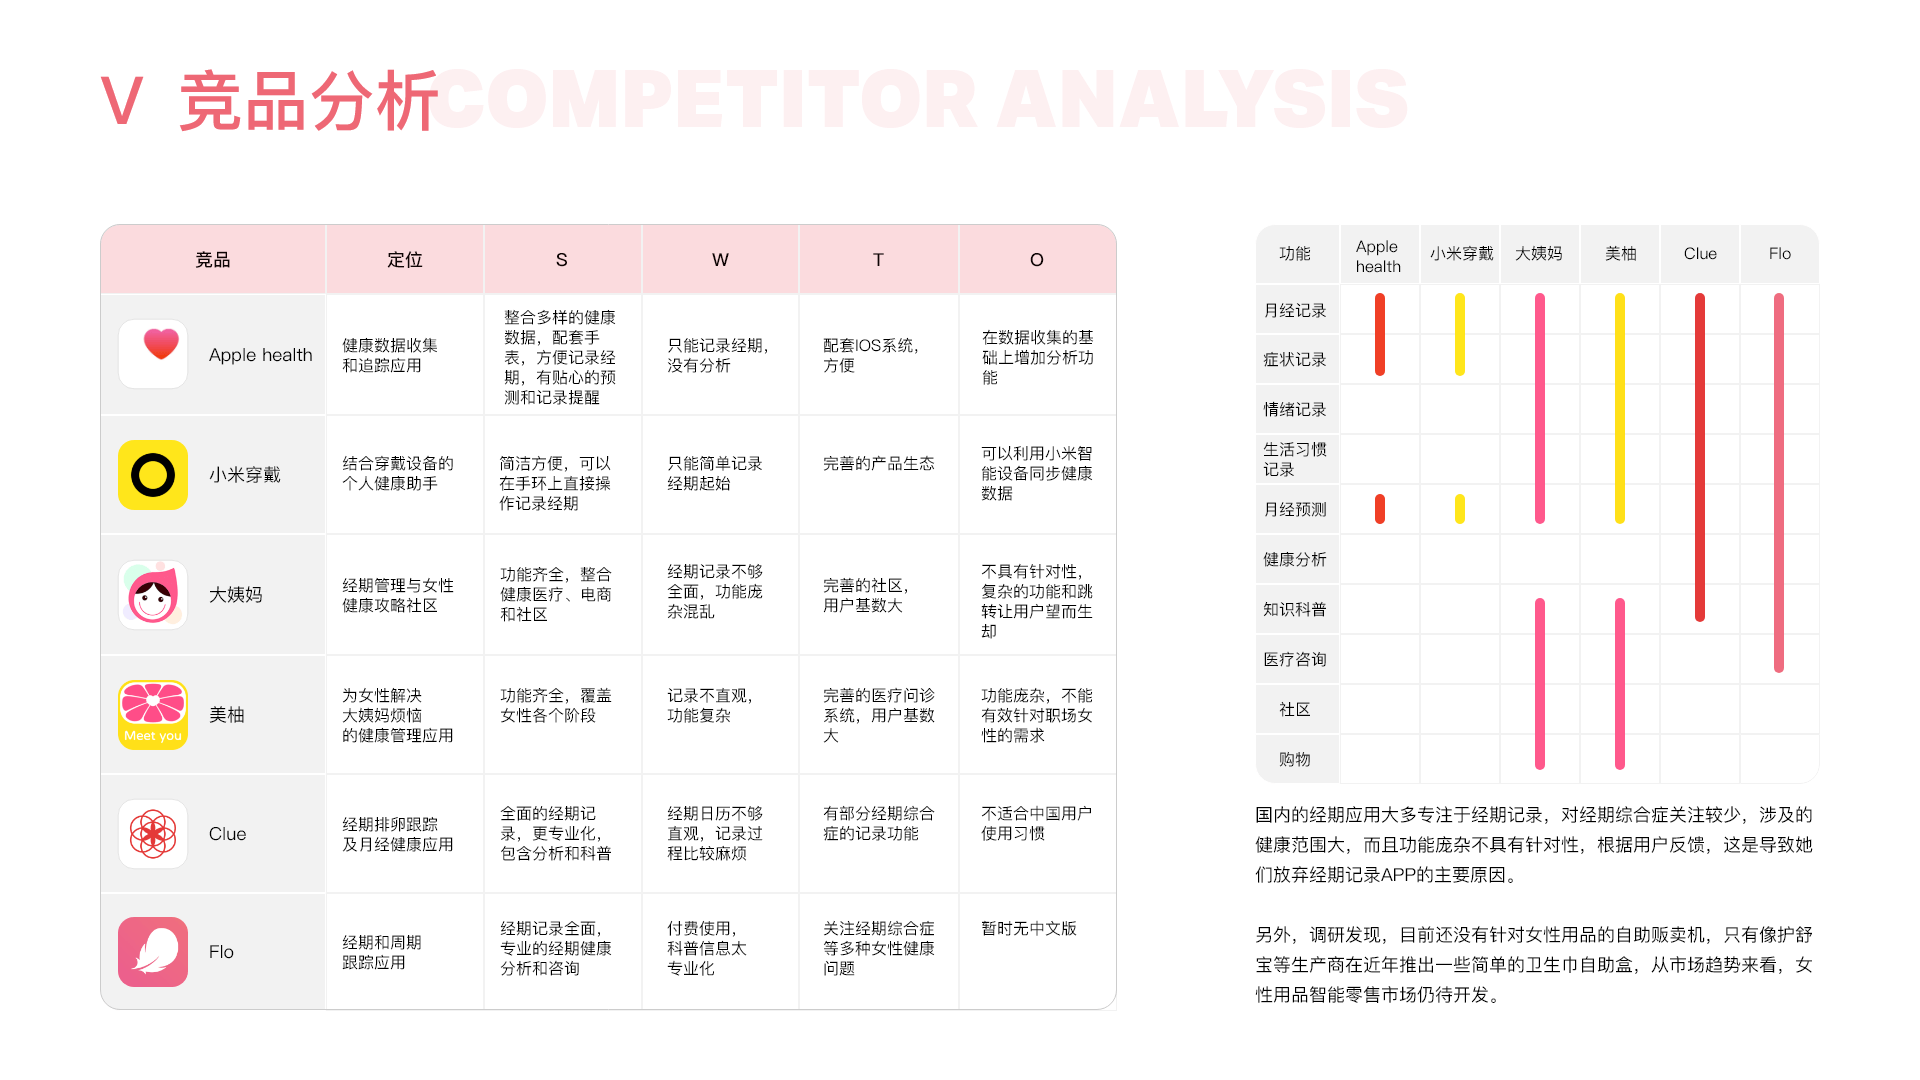 V 竞品分析
COMPETITOR ANALYSIS
竞品
定位
S
W
T
O
Apple health
健康数据收集
和追踪应用
整合多样的健康
数据，配套手
表，方便记录经
期，有贴心的预
测和记录提醒
只能记录经期，
没有分析
配套IOS系统，
方便
在数据收集的基
础上增加分析功
能
小米穿戴
结合穿戴设备的
个人健康助手
简洁方便，可以
在手环上直接操
作记录经期
只能简单记录
经期起始
完善的产品生态
可以利用小米智
能设备同步健康
数据
大姨妈
经期管理与女性
健康攻略社区
功能齐全，整合
健康医疗、电商
和社区
经期记录不够
全面，功能庞
杂混乱
完善的社区，
用户基数大
不具有针对性，
复杂的功能和跳
转让用户望而生
却
Meet you
美柚
为女性解决
大姨妈烦恼
的健康管理应用
功能齐全，覆盖
女性各个阶段
记录不直观，
功能复杂
完善的医疗问诊
系统，用户基数
大
功能庞杂，不能
有效针对职场女
性的需求
Clue
经期排卵跟踪
及月经健康应用
全面的经期记
录，更专业化，
包含分析和科普
经期日历不够
直观，记录过
程比较麻烦
有部分经期综合
症的记录功能
不适合中国用户
使用习惯
Flo
经期和周期
跟踪应用
经期记录全面，
专业的经期健康
分析和咨询
付费使用，
科普信息太
专业化
关注经期综合症
等多种女性健康
问题
暂时无中文版
功能
Apple
health
小米穿戴
大姨妈
美柚
Clue
Flo
月经记录
症状记录
情绪记录
生活习惯
记录
月经预测
健康分析
知识科普
医疗咨询
社区
购物
国内的经期应用大多专注于经期记录，对经期综合症关注较少，涉及的
健康范围大，而且功能庞杂不具有针对性，根据用户反馈，这是导致她
们放弃经期记录APP的主要原因。
另外，调研发现，目前还没有针对女性用品的自助贩卖机，只有像护舒
宝等生产商在近年推出一些简单的卫生巾自助盒，从市场趋势来看，女
性用品智能零售市场仍待开发。